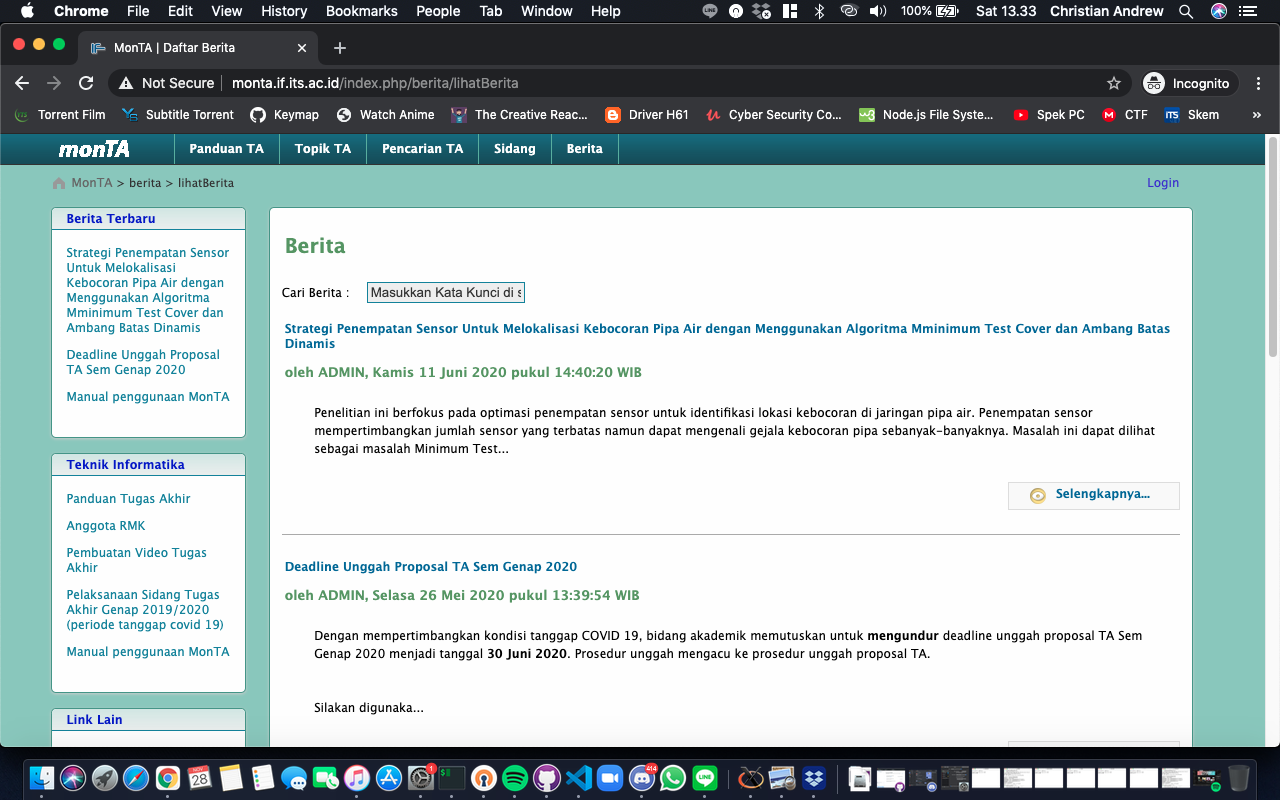 Chrome File Edit View History Bookmarks People Tab Window Help LINE 100% Sat 13.33 Christian Andrew
MonTA | Daftar Berita
Not Secure monta.if.its.ac.id/index.php/berita/lihatBerita Incognito
Torrent Film Subtitle Torrent Keymap Watch Anime The Creative Reac... Driver H61 Cyber Security Co... Node.js File Syste... Spek PC CTF ITS Skem »
monTA Panduan TA Topik TA Pencarian TA Sidang Berita
MonTA > berita > lihatBerita Login
Berita Terbaru
Strategi Penempatan Sensor
Untuk Melokalisasi
Kebocoran Pipa Air dengan
Menggunakan Algoritma
Mminimum Test Cover dan
Ambang Batas Dinamis
Deadline Unggah Proposal
TA Sem Genap 2020
Manual penggunaan MonTA
Teknik Informatika
Panduan Tugas Akhir
Anggota RMK
Pembuatan Video Tugas
Akhir
Pelaksanaan Sidang Tugas
Akhir Genap 2019/2020
(periode tanggap covid 19)
Manual penggunaan MonTA
Link Lain
Berita
Cari Berita : Masukkan Kata Kunci di s
Strategi Penempatan Sensor Untuk Melokalisasi Kebocoran Pipa Air dengan Menggunakan Algoritma Mminimum Test Cover dan Ambang Batas
Dinamis
oleh ADMIN, Kamis 11 Juni 2020 pukul 14:40:20 WIB
Penelitian ini berfokus pada optimasi penempatan sensor untuk identifikasi lokasi kebocoran di jaringan pipa air. Penempatan sensor
mempertimbangkan jumlah sensor yang terbatas namun dapat mengenali gejala kebocoran pipa sebanyak-banyaknya. Masalah ini dapat dilihat
sebagai masalah Minimum Test...
Selengkapnya...
Deadline Unggah Proposal TA Sem Genap 2020
oleh ADMIN, Selasa 26 Mei 2020 pukul 13:39:54 WIB
Dengan mempertimbangkan kondisi tanggap COVID 19, bidang akademik memutuskan untuk mengundur deadline unggah proposal TA Sem
Genap 2020 menjadi tanggal 30 Juni 2020. Prosedur unggah mengacu ke prosedur unggah proposal TA.
Silakan digunaka...
NOV 28 1 414 LINE